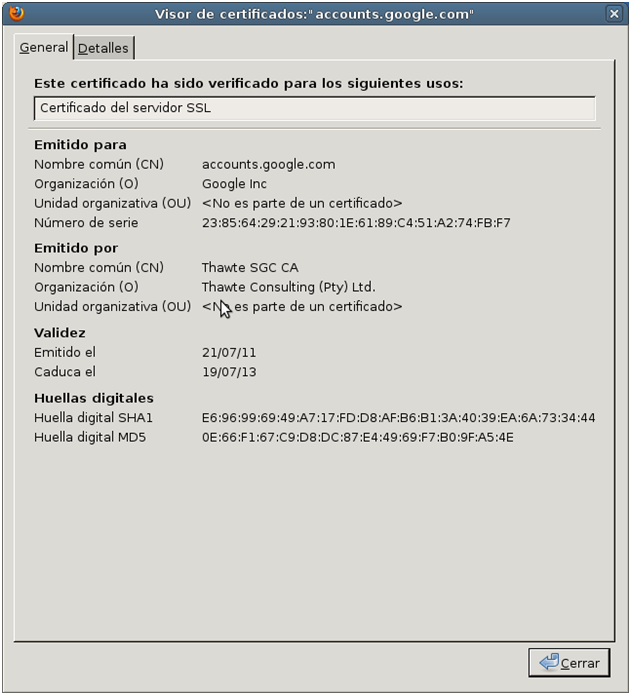 Visor de certificados:"accounts.google.com"
General Detalles
Este certificado ha sido verificado para los siguientes usos:
Certificado del servidor SSL
Emitido para
Nombre común (CN) accounts.google.com
Organización (O) Google Inc
Unidad organizativa (OU) <No es parte de un certificado>
Número de serie 23:85:64:29:21:93:80:1E:61:89:C4:51:A2:74:FB:F7
Emitido por
Nombre común (CN) Thawte SGC CA
Organización (O) Thawte Consulting (Pty) Ltd.
Unidad organizativa (OU) <No es parte de un certificado>
Validez
Emitido el 21/07/11
Caduca el 19/07/13
Huellas digitales
Huella digital SHA1 E6:96:99:69:49:A7:17:FD:D8:AF:B6:B1:3A:40:39:EA:6A:73:34:44
Huella digital MD5 0E:66:F1:67:C9:D8:DC:87:E4:49:69:F7:B0:9F:A5:4E
Cerrar